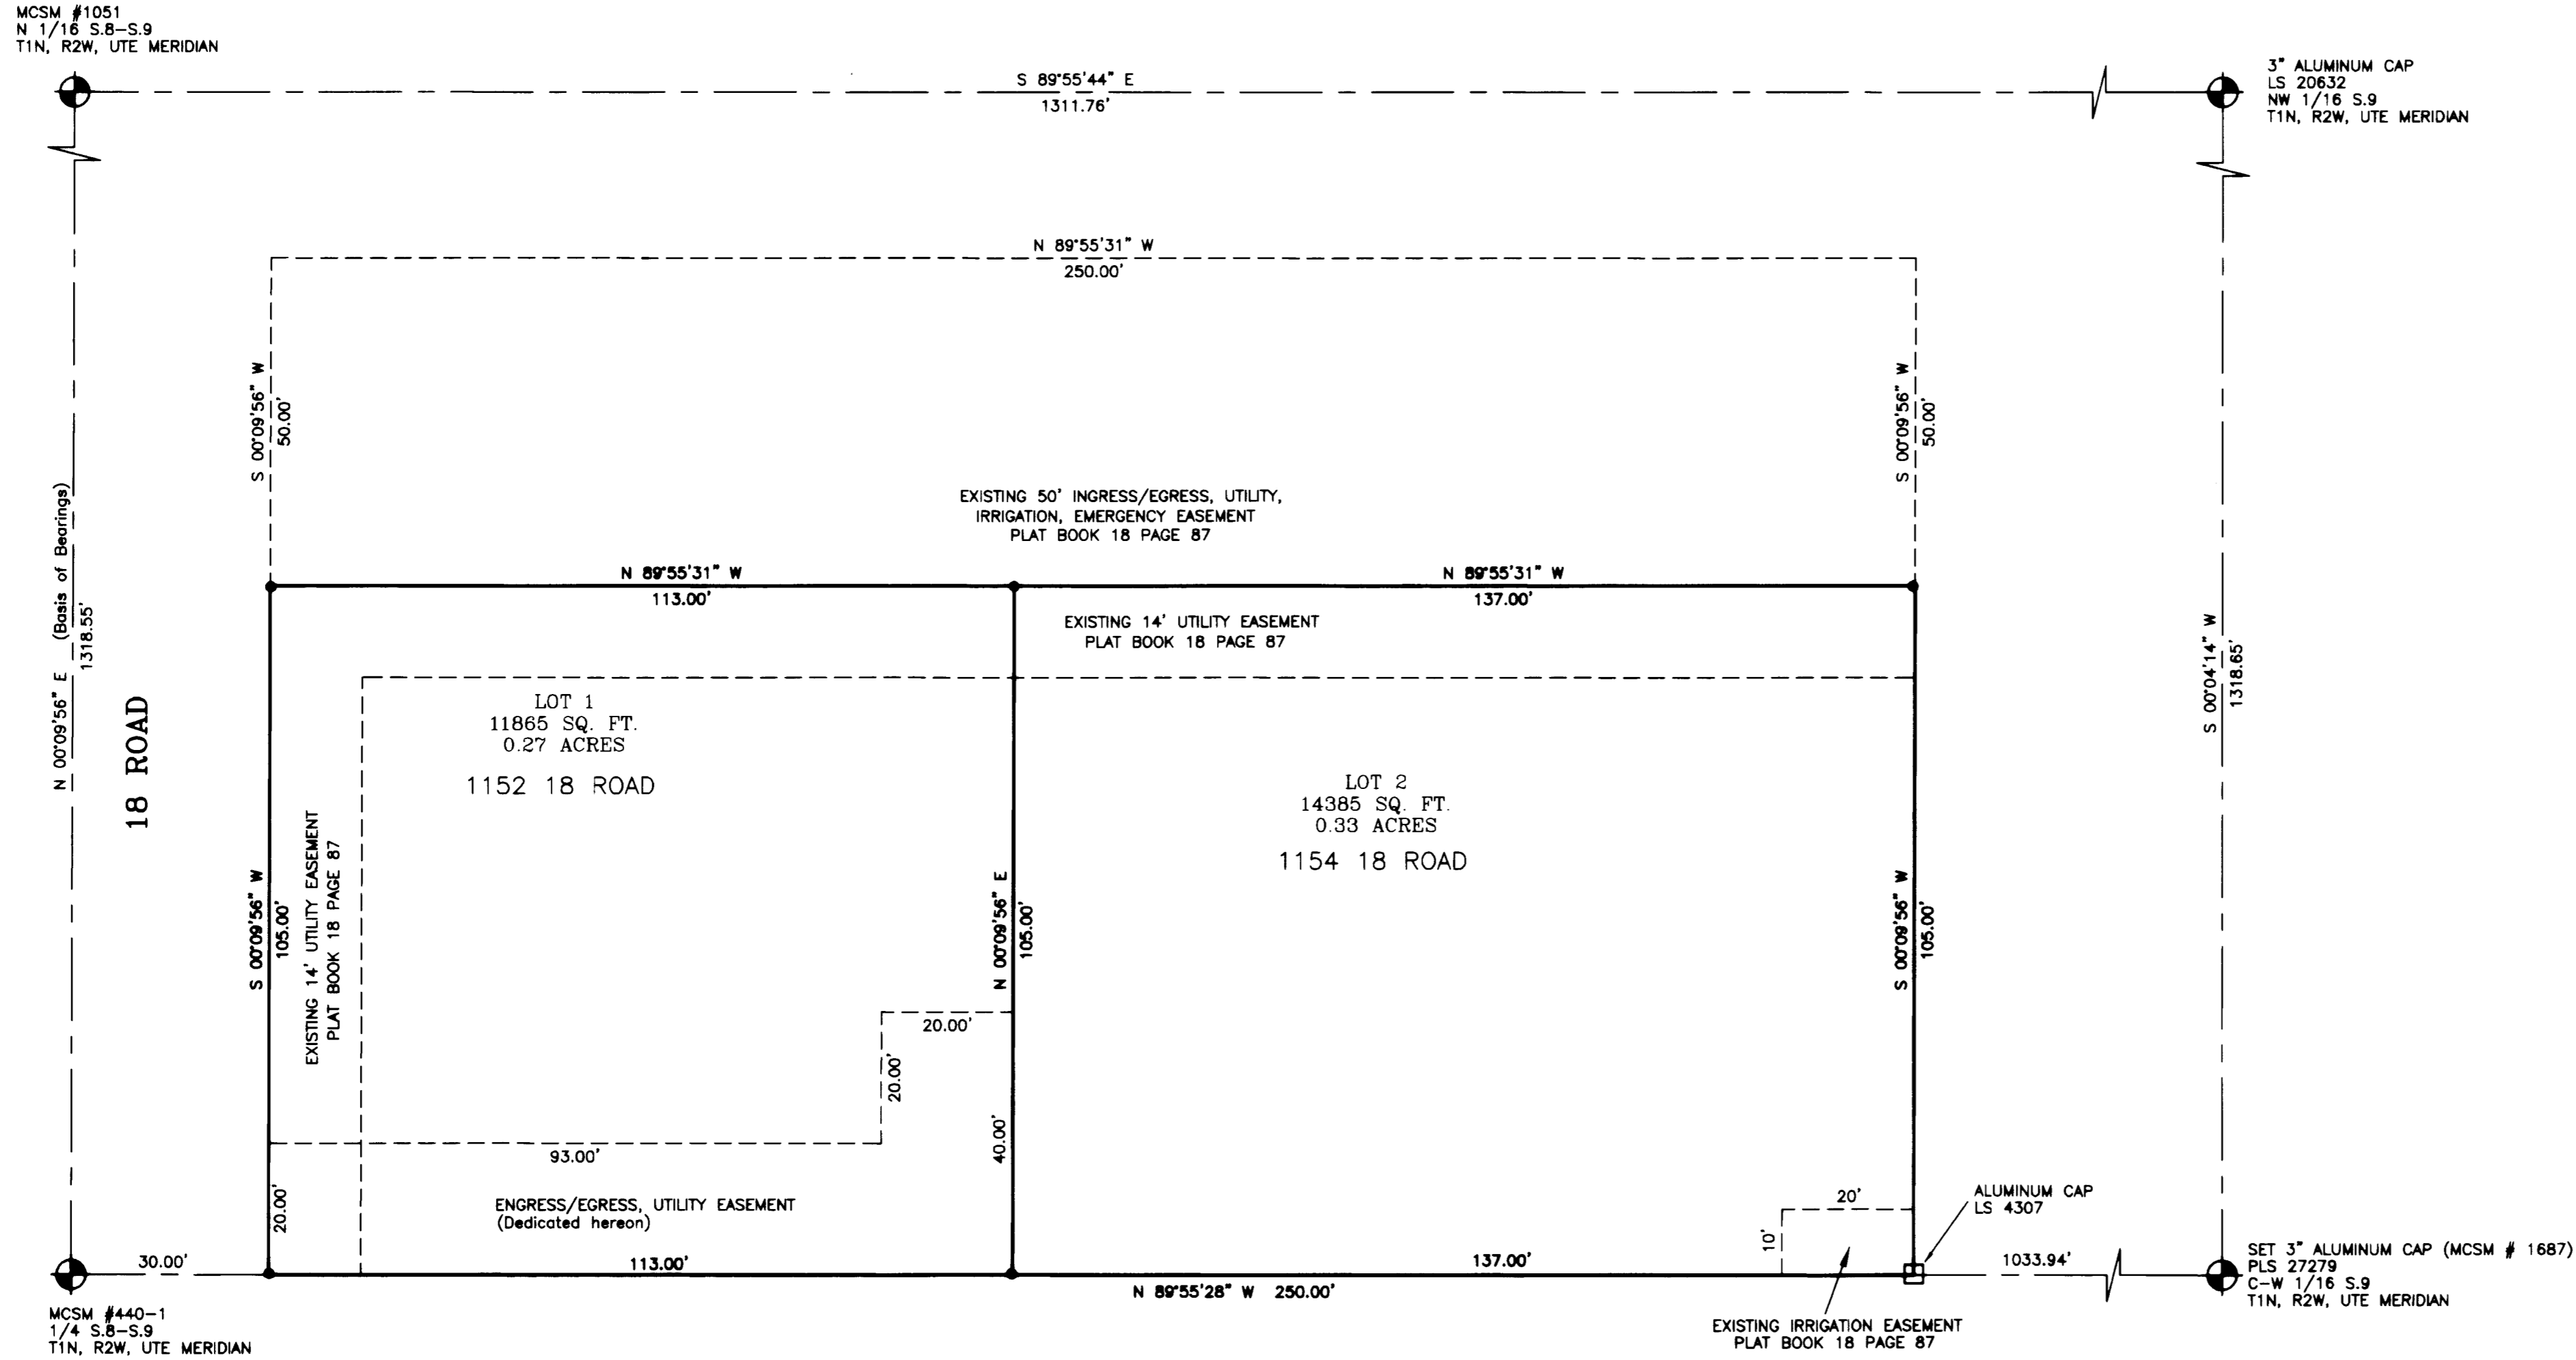 MCSM #1051
N 1/16 S.8-S.9
T1N, R2W, UTE MERIDIAN
S 89°55'44" E
1311.76'
3" ALUMINUM CAP
LS 20632
NW 1/16 S.9
T1N, R2W, UTE MERIDIAN
N 89°55'31" W
250.00'
S 00°09'56" W
50.00'
S 00°09'56" W
50.00'
N 00°09'56" E (Basis of Bearings)
1318.55'
18 ROAD
EXISTING 50' INGRESS/EGRESS, UTILITY,
IRRIGATION, EMERGENCY EASEMENT
PLAT BOOK 18 PAGE 87
N 89°55'31" W
113.00'
N 89°55'31" W
137.00'
EXISTING 14' UTILITY EASEMENT
PLAT BOOK 18 PAGE 87
S 00°04'14" W
1318.65'
LOT 1
11865 SQ. FT.
0.27 ACRES
1152 18 ROAD
LOT 2
14385 SQ. FT.
0.33 ACRES
1154 18 ROAD
S 00°09'56" W
105.00'
EXISTING 14' UTILITY EASEMENT
PLAT BOOK 18 PAGE 87
N 00°09'56" E
105.00'
S 00°09'56" W
105.00'
20.00'
20.00'
40.00'
93.00'
20.00'
ENGRESS/EGRESS, UTILITY EASEMENT
(Dedicated hereon)
20'
10'
ALUMINUM CAP
LS 4307
30.00'
113.00'
137.00'
1033.94'
N 89°55'28" W 250.00'
SET 3" ALUMINUM CAP (MCSM # 1687)
PLS 27279
C-W 1/16 S.9
T1N, R2W, UTE MERIDIAN
MCSM #440-1
1/4 S.8-S.9
T1N, R2W, UTE MERIDIAN
EXISTING IRRIGATION EASEMENT
PLAT BOOK 18 PAGE 87